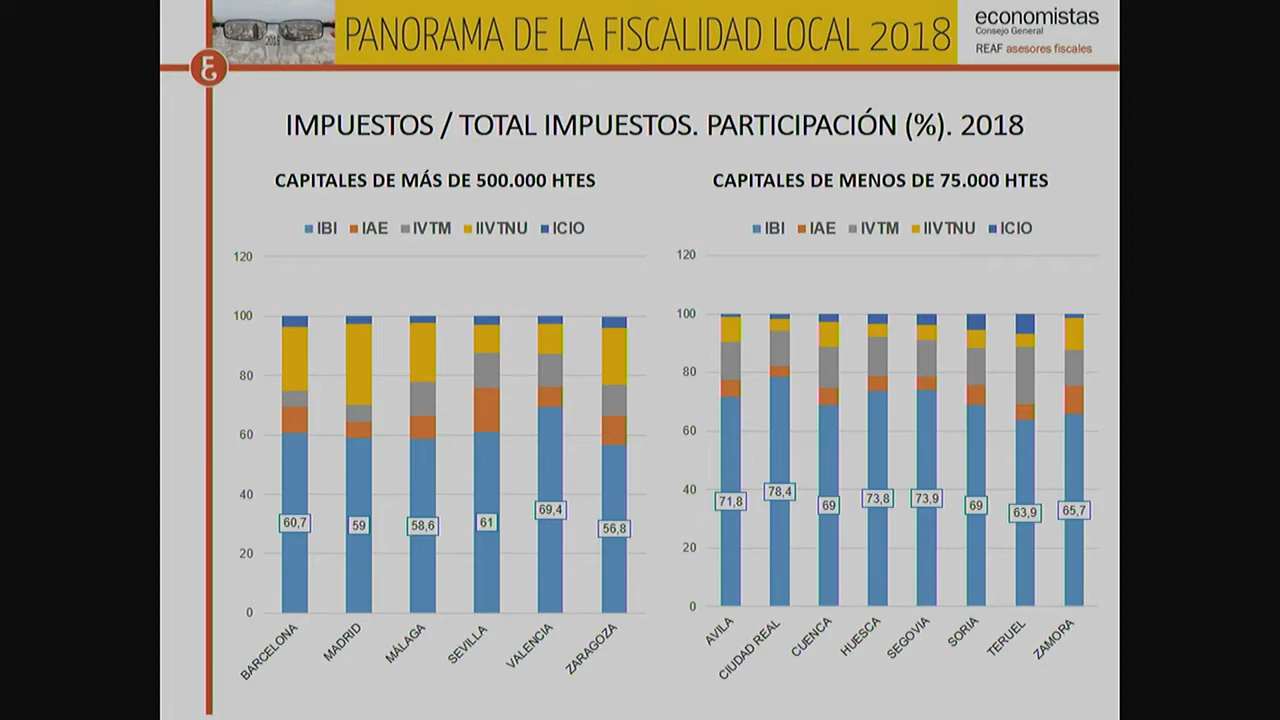 2018
PANORAMA DE LA FISCALIDAD LOCAL 2018
economistas
Consejo General
REAF asesores fiscales
IMPUESTOS / TOTAL IMPUESTOS. PARTICIPACIÓN (%). 2018
CAPITALES DE MÁS DE 500.000 HTES
IBI IAE IVTM IIVTNU ICIO
120
100
80
60
40
20
0
60,7 59 58,6 61 69,4 56,8
BARCELONA MADRID MÁLAGA SEVILLA VALENCIA ZARAGOZA
CAPITALES DE MENOS DE 75.000 HTES
IBI IAE IVTM IIVTNU ICIO
120
100
80
60
40
20
0
71,8 78,4 69 73,8 73,9 69 63,9 65,7
AVILA CIUDAD REAL CUENCA HUESCA SEGOVIA SORIA TERUEL ZAMORA